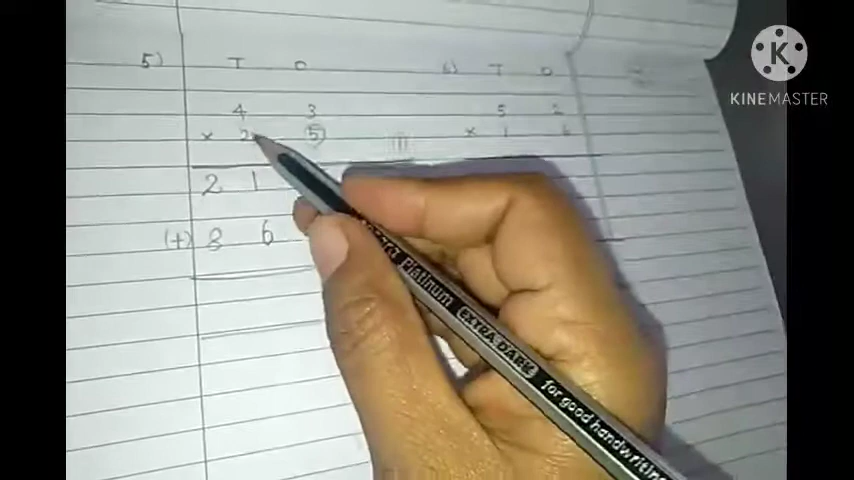 5) T O
4 3
× 2 5
2 1
(+) 8 6
T O
5 2
× 1 6
Platinum EXTRA DARK for good handwriting
KINEMASTER